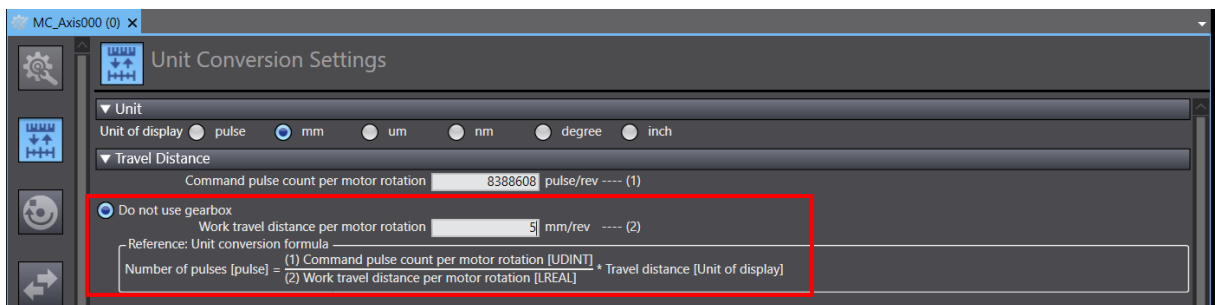 MC_Axis000 (0) ×
Unit Conversion Settings
▼ Unit
Unit of display pulse mm um nm degree inch
▼ Travel Distance
Command pulse count per motor rotation 8388608 pulse/rev ---- (1)
Do not use gearbox
Work travel distance per motor rotation 5 mm/rev ---- (2)
Reference: Unit conversion formula
Number of pulses [pulse] = (1) Command pulse count per motor rotation [UDINT] * Travel distance [Unit of display]
(2) Work travel distance per motor rotation [LREAL]